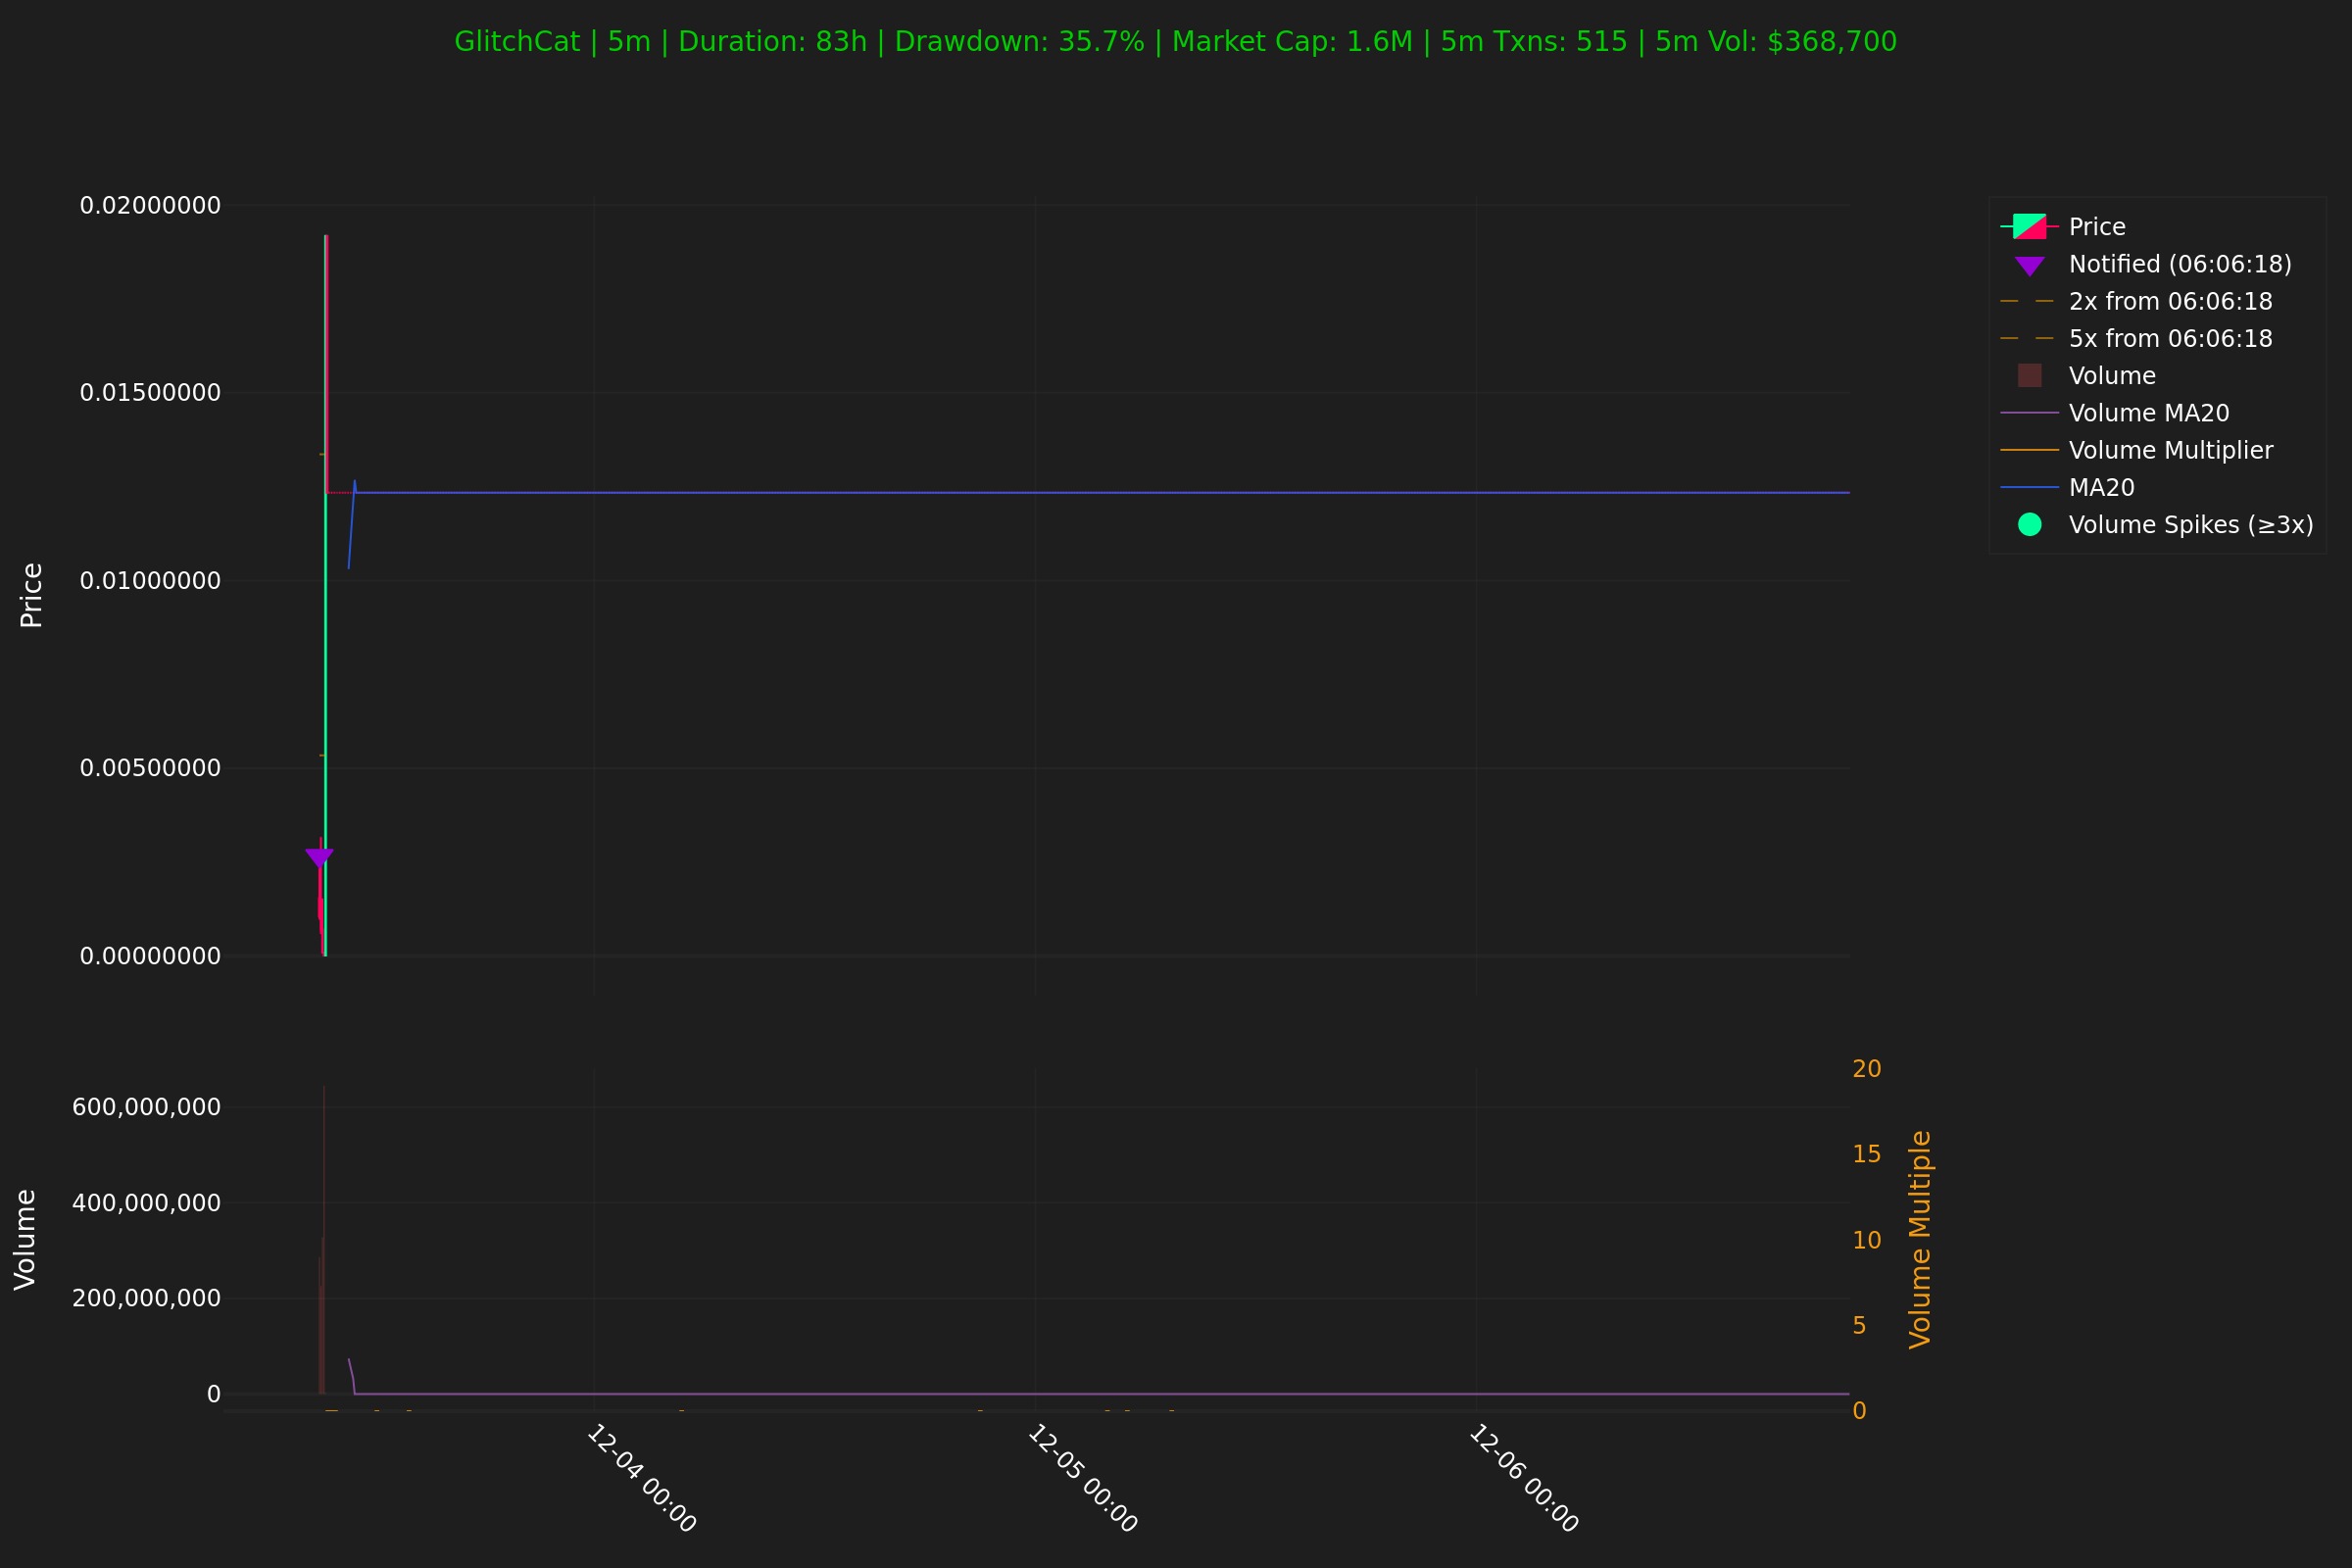 GlitchCat | 5m | Duration: 83h | Drawdown: 35.7% | Market Cap: 1.6M | 5m Txns: 515 | 5m Vol: $368,700
Price
0.02000000
0.01500000
0.01000000
0.00500000
0.00000000
Price
Notified (06:06:18)
2x from 06:06:18
5x from 06:06:18
Volume
Volume MA20
Volume Multiplier
MA20
Volume Spikes (≥3x)
Volume
600,000,000
400,000,000
200,000,000
0
20
15
10
5
0
Volume Multiple
12-04 00:00
12-05 00:00
12-06 00:00